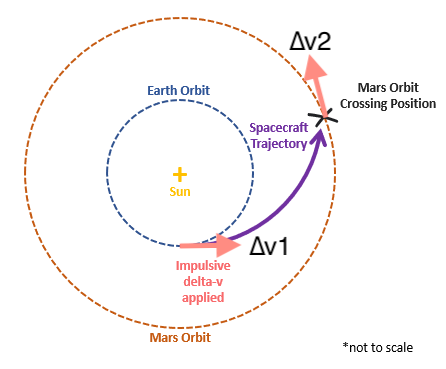 Δv2
Earth Orbit
Mars Orbit
Crossing Position
Spacecraft
Trajectory
Sun
Δv1
Impulsive
delta-v
applied
Mars Orbit
*not to scale